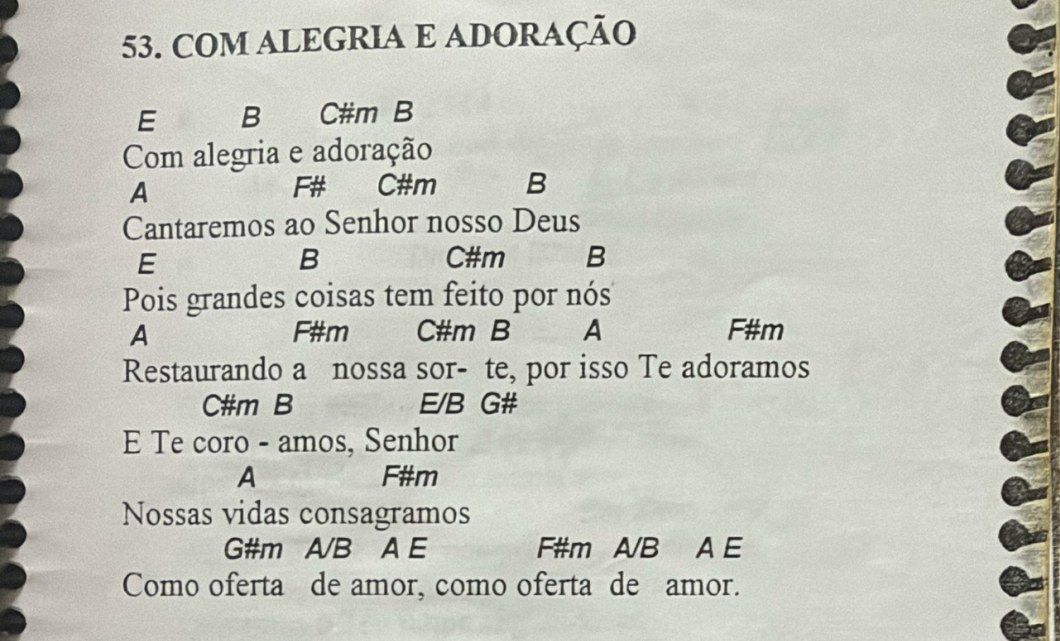 53. COM ALEGRIA E ADORAÇÃO
E B C#m B
Com alegria e adoração
A F# C#m B
Cantaremos ao Senhor nosso Deus
E B C#m B
Pois grandes coisas tem feito por nós
A F#m C#m B A F#m
Restaurando a nossa sor- te, por isso Te adoramos
C#m B E/B G#
E Te coro - amos, Senhor
A F#m
Nossas vidas consagramos
G#m A/B A E F#m A/B A E
Como oferta de amor, como oferta de amor.